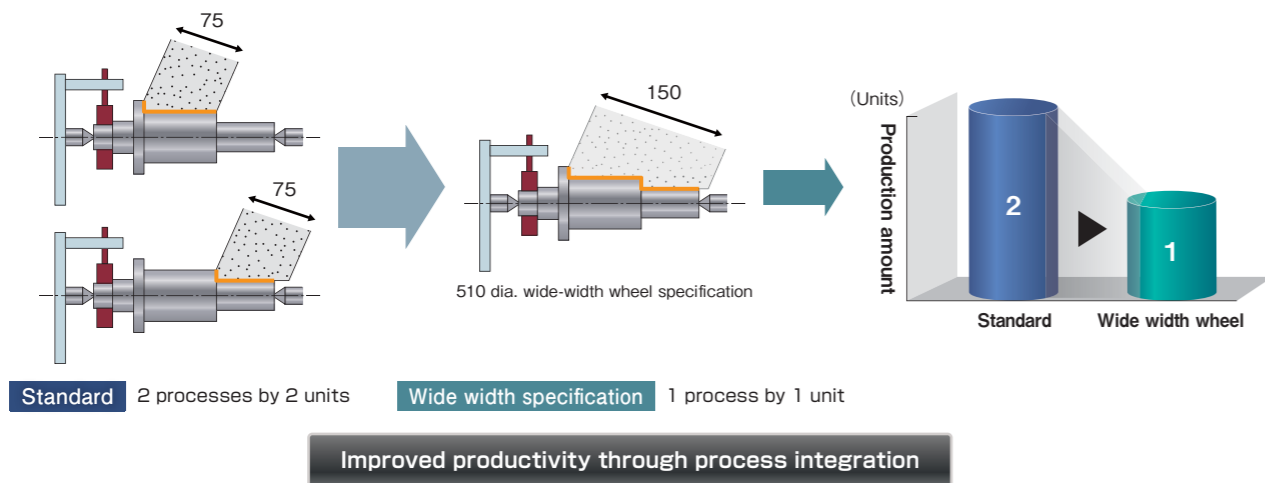 75
75
150
510 dia. wide-width wheel specification
(Units)
Production amount
2
1
Standard
Wide width wheel
Standard 2 processes by 2 units
Wide width specification 1 process by 1 unit
Improved productivity through process integration